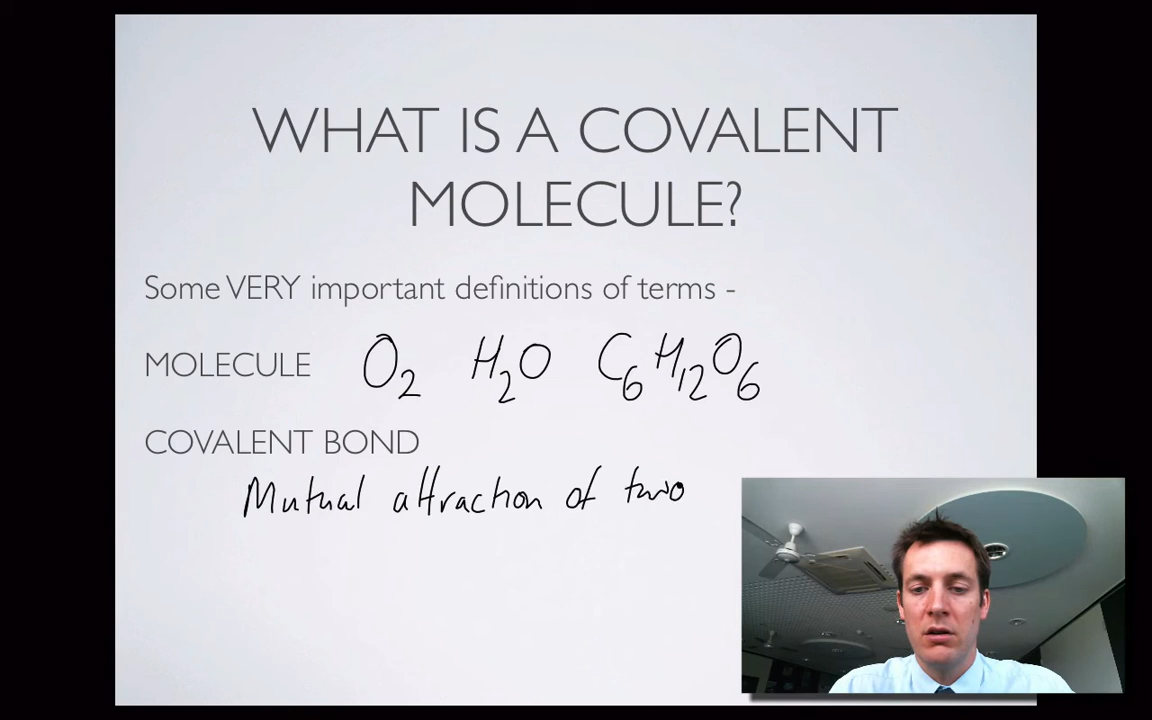 WHAT IS A COVALENT
MOLECULE?
Some VERY important definitions of terms -
MOLECULE O₂ H₂O C₆H₁₂O₆
COVALENT BOND
Mutual attraction of two